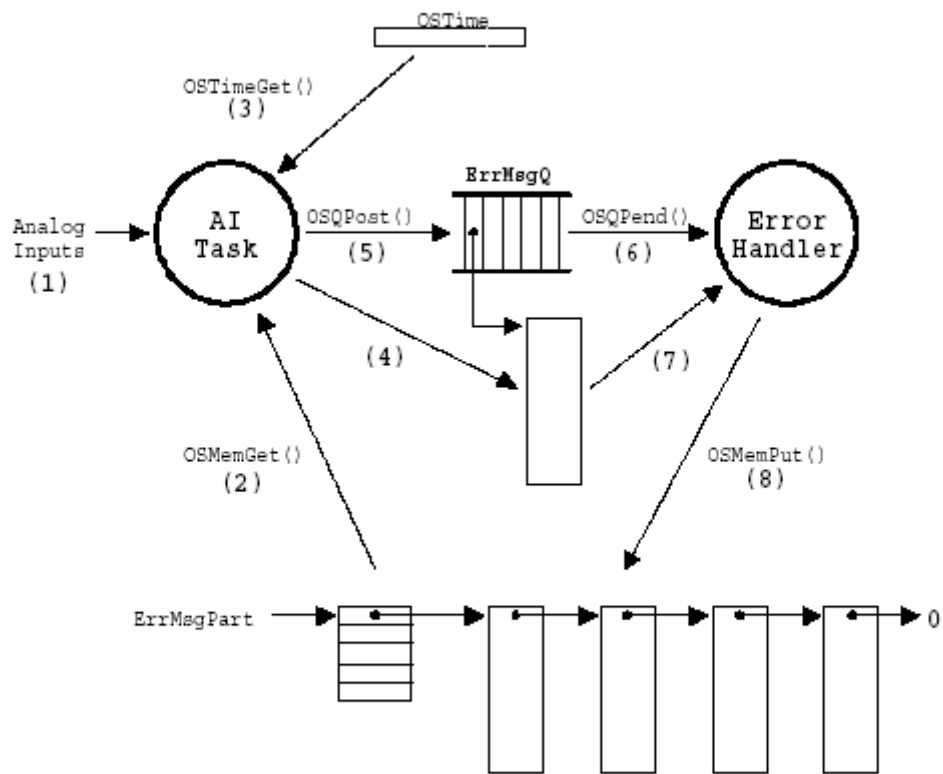 OSTime
OSTimeGet()
(3)
ErrMsgQ
Analog
Inputs
(1)
AI
Task
OSQPost()
(5)
OSQPend()
(6)
Error
Handler
(4)
(7)
OSMemGet()
(2)
OSMemPut()
(8)
ErrMsgPart
0